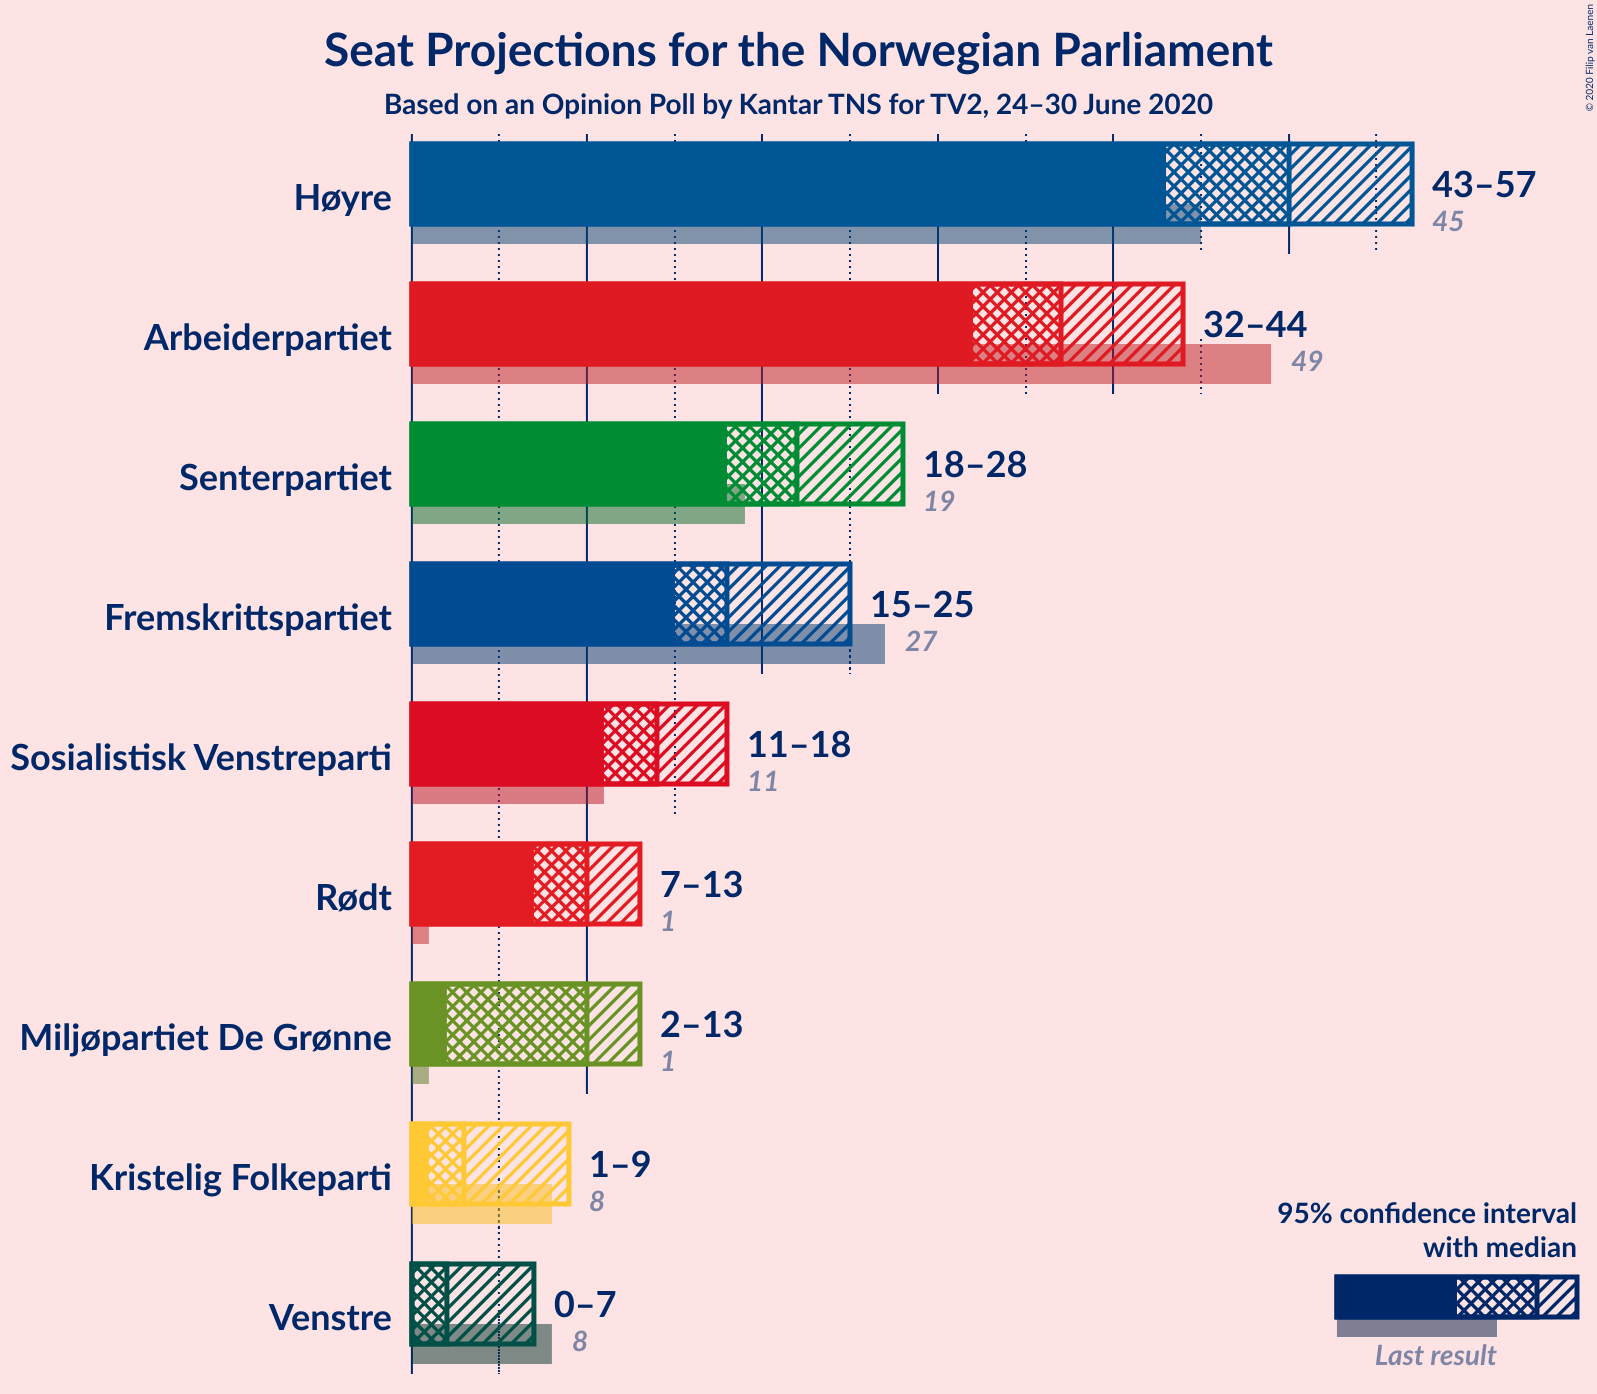 Seat Projections for the Norwegian Parliament
Based on an Opinion Poll by Kantar TNS for TV2, 24–30 June 2020
© 2020 Filip van Laenen
Høyre
43–57
45
Arbeiderpartiet
32–44
49
Senterpartiet
18–28
19
Fremskrittspartiet
15–25
27
Sosialistisk Venstreparti
11–18
11
Rødt
7–13
1
Miljøpartiet De Grønne
2–13
1
Kristelig Folkeparti
1–9
8
Venstre
0–7
8
95% confidence interval
with median
Last result